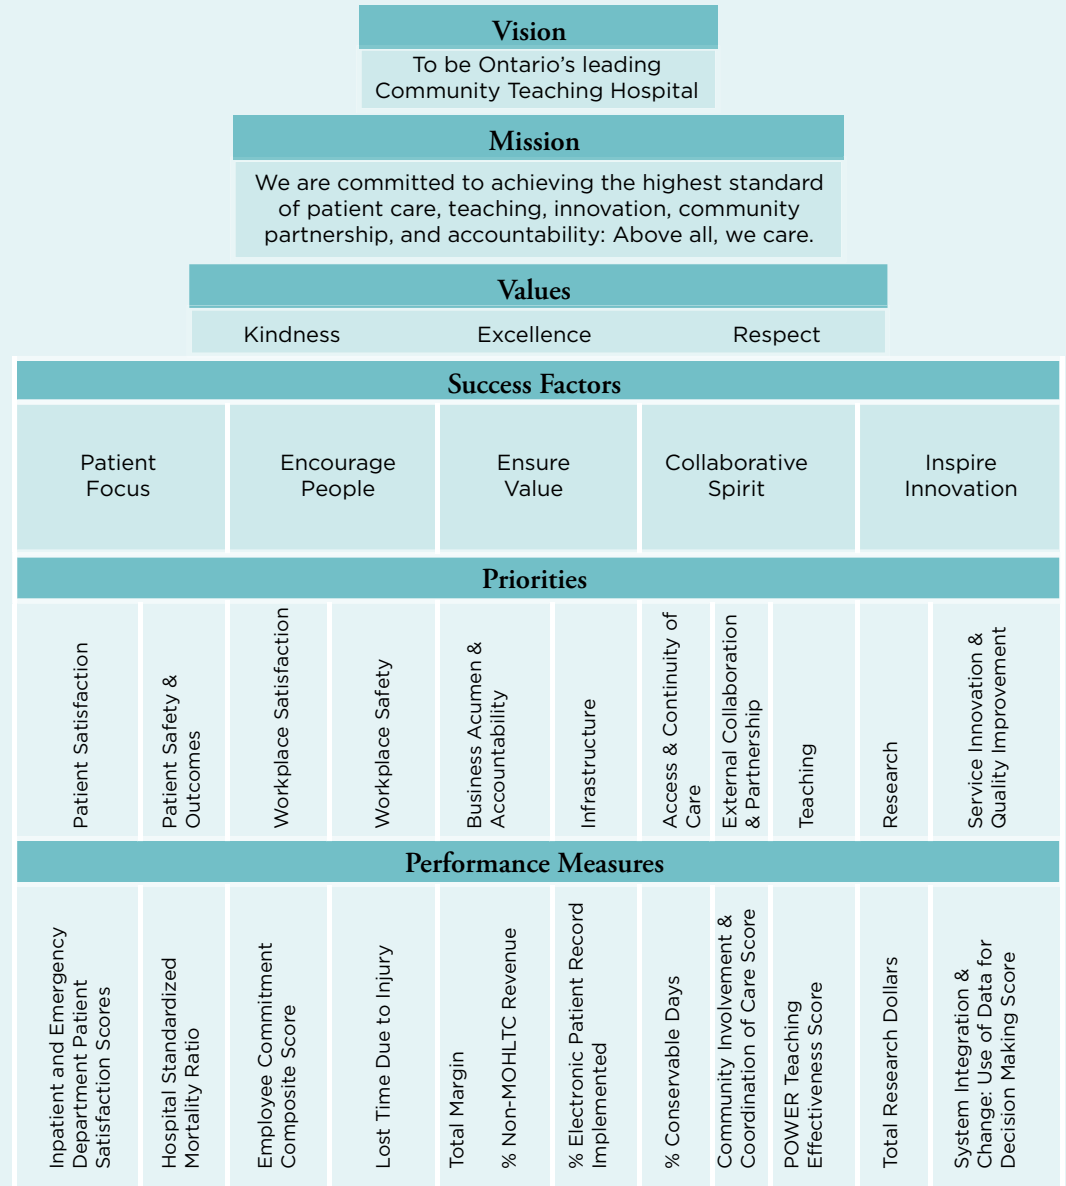 Vision
To be Ontario's leading
Community Teaching Hospital
Mission
We are committed to achieving the highest standard
of patient care, teaching, innovation, community
partnership, and accountability: Above all, we care.
Values
Kindness
Excellence
Respect
Success Factors
Patient
Focus
Encourage
People
Ensure
Value
Collaborative
Spirit
Inspire
Innovation
Priorities
Patient Satisfaction
Patient Safety &
Outcomes
Workplace Satisfaction
Workplace Safety
Business Acumen &
Accountability
Infrastructure
Access & Continuity of
Care
External Collaboration
& Partnership
Teaching
Research
Service Innovation &
Quality Improvement
Performance Measures
Inpatient and Emergency
Department Patient
Satisfaction Scores
Hospital Standardized
Mortality Ratio
Employee Commitment
Composite Score
Lost Time Due to Injury
Total Margin
% Non-MOHLTC Revenue
% Electronic Patient Record
Implemented
% Conservable Days
Community Involvement &
Coordination of Care Score
POWER Teaching
Effectiveness Score
Total Research Dollars
System Integration &
Change: Use of Data for
Decision Making Score